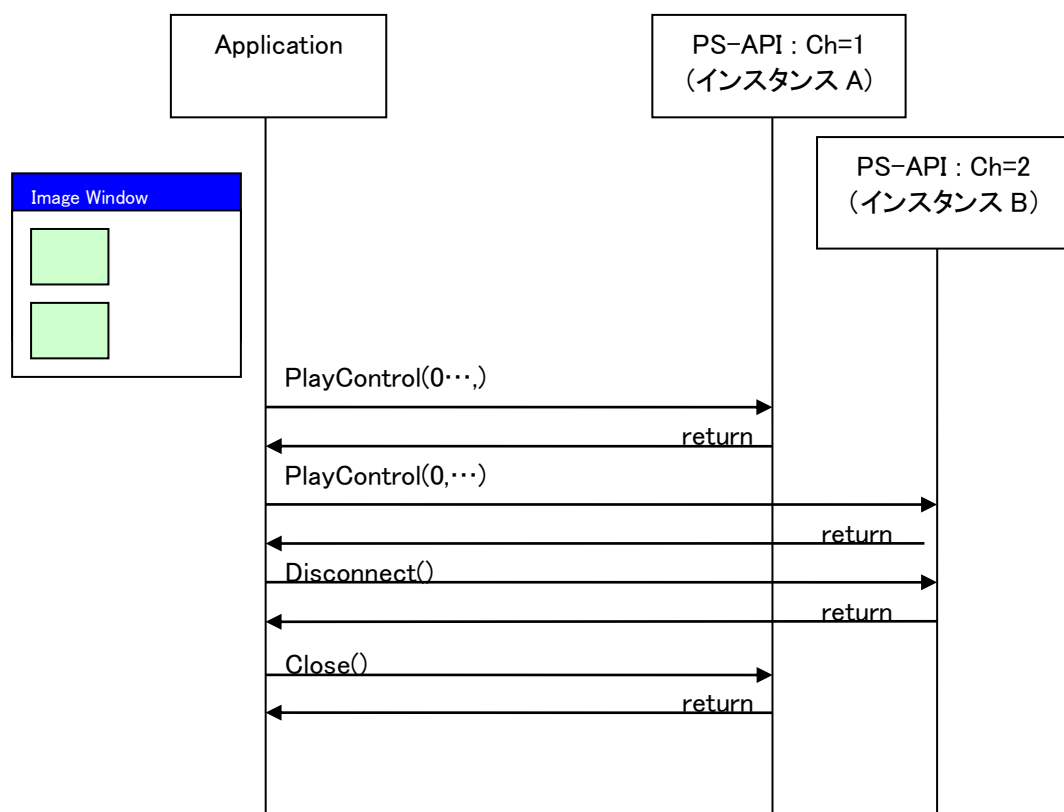 Application
PS-API : Ch=1
(インスタンス A)
PS-API : Ch=2
(インスタンス B)
Image Window
PlayControl(0…,)
return
PlayControl(0,…)
return
Disconnect()
return
Close()
return